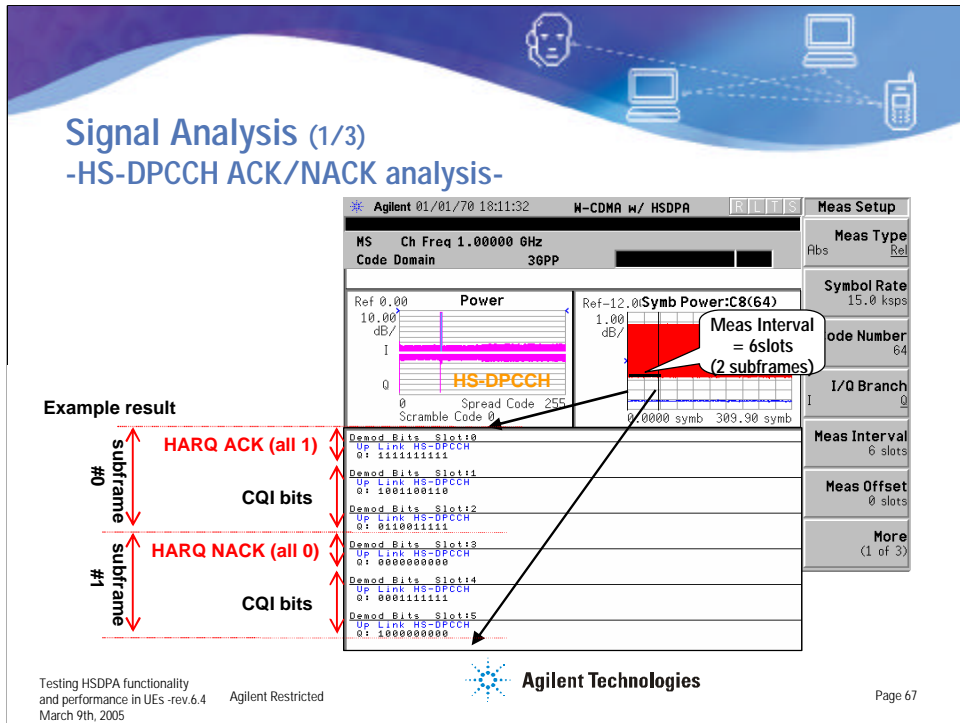 Signal Analysis (1/3)
-HS-DPCCH ACK/NACK analysis-
Agilent 01/01/70 18:11:32 W-CDMA w/ HSDPA R L T S
MS Ch Freq 1.00000 GHz
Code Domain 3GPP
Ref 0.00 Power
10.00
dB/
I
Q
HS-DPCCH
0 Spread Code 255
Scramble Code 0
Ref-12.00 Symb Power:C8(64)
1.00
dB/
Meas Interval
= 6slots
(2 subframes)
0.0000 symb 309.90 symb
Meas Setup
Meas Type
Abs Rel
Symbol Rate
15.0 ksps
ode Number
64
I/Q Branch
I Q
Meas Interval
6 slots
Meas Offset
0 slots
More
(1 of 3)
Example result
subframe
#0
HARQ ACK (all 1)
CQI bits
subframe
#1
HARQ NACK (all 0)
CQI bits
Demod Bits Slot:0
Up Link HS-DPCCH
Q: 1111111111
Demod Bits Slot:1
Up Link HS-DPCCH
Q: 1001100110
Demod Bits Slot:2
Up Link HS-DPCCH
Q: 0110011111
Demod Bits Slot:3
Up Link HS-DPCCH
Q: 0000000000
Demod Bits Slot:4
Up Link HS-DPCCH
Q: 0001111111
Demod Bits Slot:5
Up Link HS-DPCCH
Q: 1000000000
Testing HSDPA functionality
and performance in UEs -rev.6.4
March 9th, 2005
Agilent Restricted
Agilent Technologies
Page 67